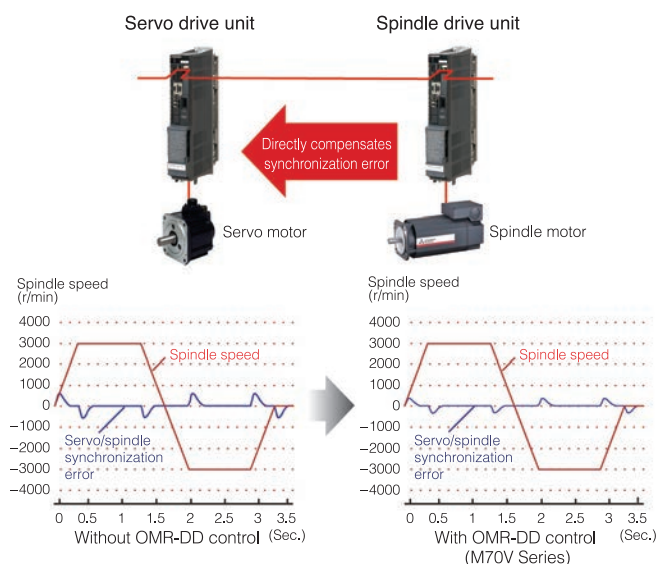 Servo drive unit
Spindle drive unit
Directly compensates
synchronization error
Servo motor
Spindle motor
Spindle speed
(r/min)
4000
3000
2000
1000
0
−1000
−2000
−3000
−4000
Spindle speed
Servo/spindle
synchronization
error
0 0.5 1 1.5 2 2.5 3 3.5
Without OMR-DD control (Sec.)
Spindle speed
(r/min)
4000
3000
2000
1000
0
−1000
−2000
−3000
−4000
Spindle speed
Servo/spindle
synchronization
error
0 0.5 1 1.5 2 2.5 3 3.5
With OMR-DD control (Sec.)
(M70V Series)